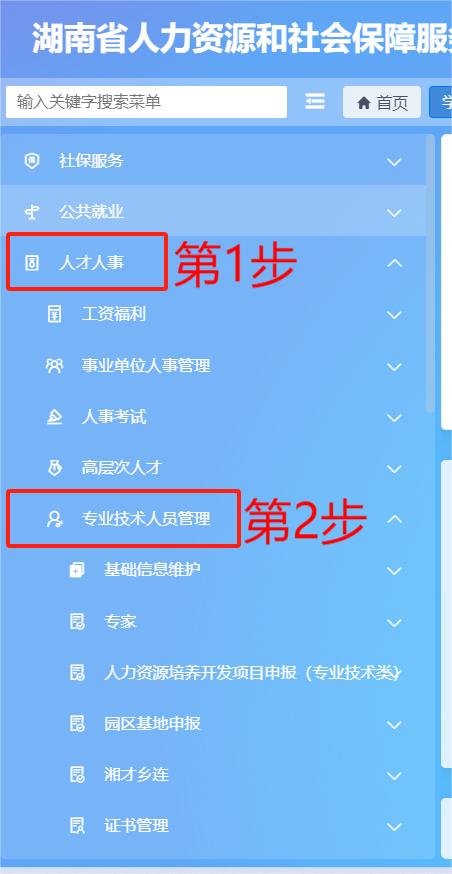 湖南省人力资源和社会保障服务
输入关键字搜索菜单
首页
学
社保服务
公共就业
人才人事
第1步
工资福利
事业单位人事管理
人事考试
高层次人才
专业技术人员管理
第2步
基础信息维护
专家
人力资源培养开发项目申报（专业技术类）
园区基地申报
湘才乡连
证书管理